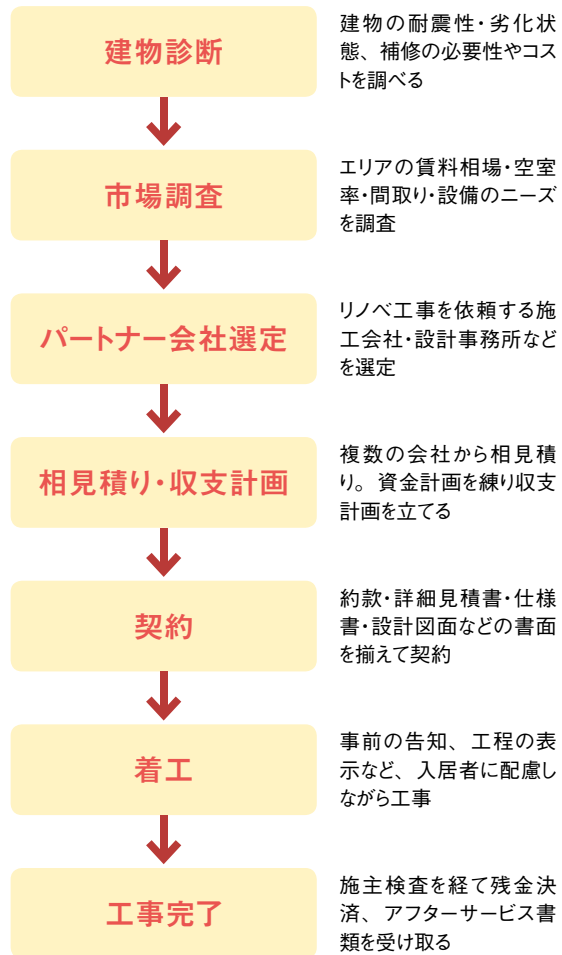 建物診断
建物の耐震性・劣化状
態、補修の必要性やコス
トを調べる
市場調査
エリアの賃料相場・空室
率・間取り・設備のニーズ
を調査
パートナー会社選定
リノベ工事を依頼する施
工会社・設計事務所など
を選定
相見積り・収支計画
複数の会社から相見積
り。資金計画を練り収支
計画を立てる
契約
約款・詳細見積書・仕様
書・設計図面などの書面
を揃えて契約
着工
事前の告知、工程の表
示など、入居者に配慮し
ながら工事
工事完了
施主検査を経て残金決
済、アフターサービス書
類を受け取る